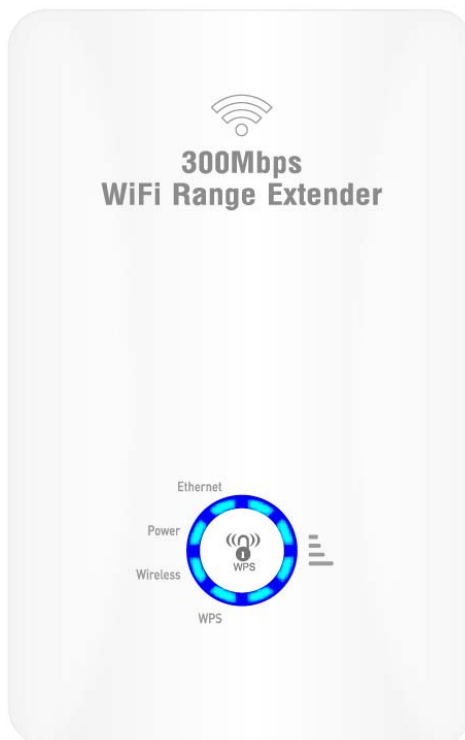 300Mbps
WiFi Range Extender
Ethernet
Power
Wireless
WPS
WPS